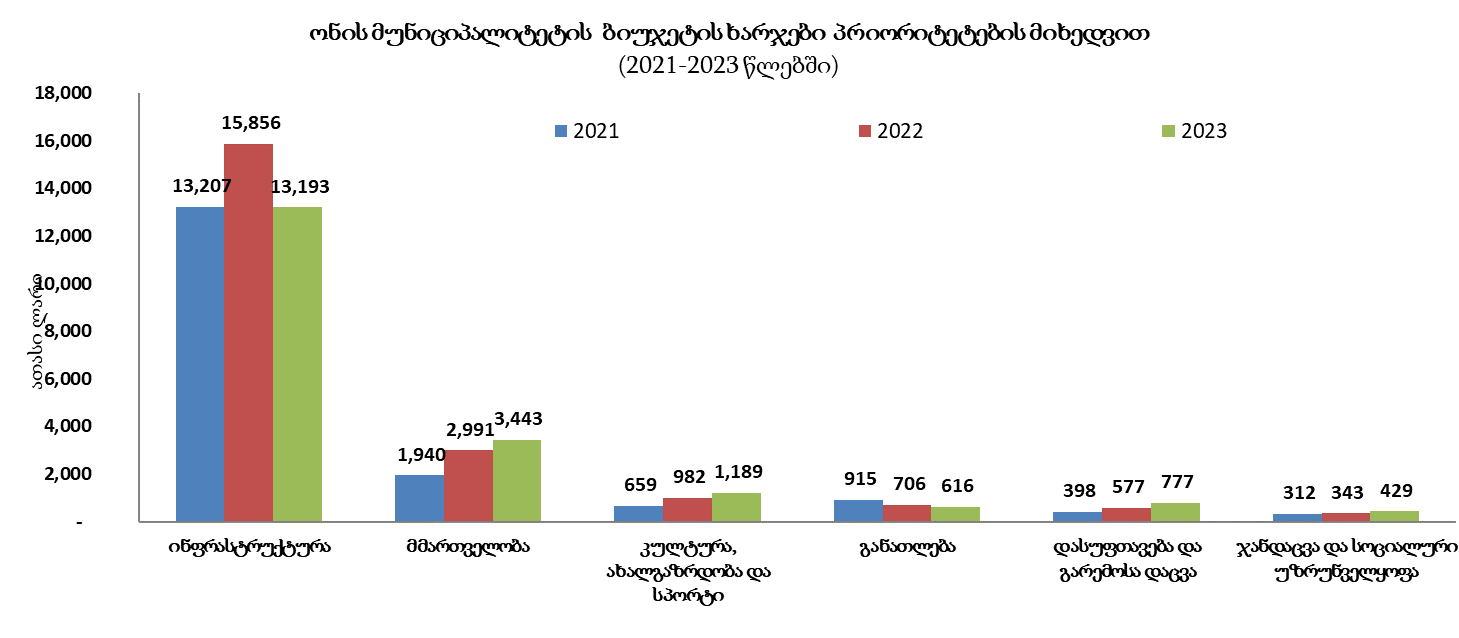 ონის მუნიციპალიტეტის ბიუჯეტის ხარჯები პრიორიტეტების მიხედვით
(2021-2023 წლებში)
18,000
16,000
14,000
12,000
10,000
8,000
6,000
4,000
2,000
-
ათასი ლარი
2021
2022
2023
13,207
15,856
13,193
1,940
2,991
3,443
659
982
1,189
915
706
616
398
577
777
312
343
429
ინფრასტრუქტურა
მმართველობა
კულტურა,
ახალგაზრდობა და
სპორტი
განათლება
დასუფთავება და
გარემოსა დაცვა
ჯანდაცვა და სოციალური
უზრუნველყოფა